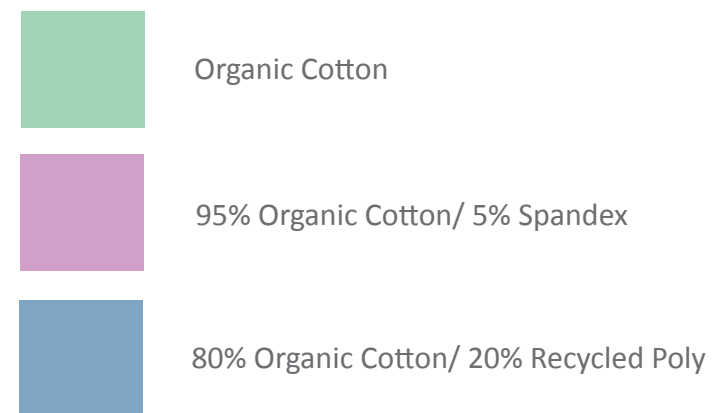 Organic Cotton
95% Organic Cotton/ 5% Spandex
80% Organic Cotton/ 20% Recycled Poly